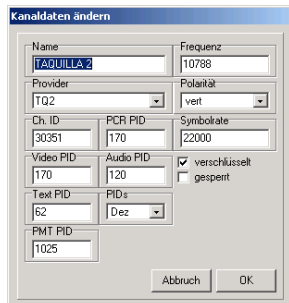 Kanaldaten ändern
Name Frequenz
TAQUILLA 2 10788
Provider Polarität
TQ2 vert
Ch. ID PCR PID Symbolrate
30351 170 22000
Video PID Audio PID verschlüsselt
170 120 gesperrt
Text PID PIDs
62 Dez
PMT PID
1025
Abbruch OK